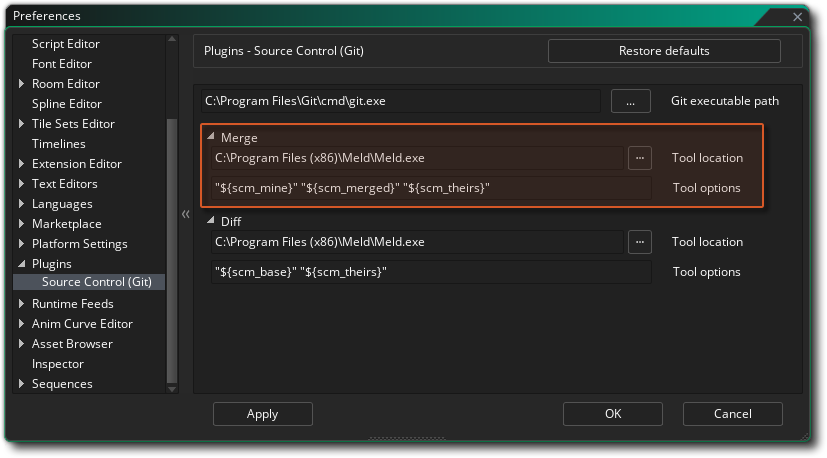 Preferences
Script Editor
Font Editor
Room Editor
Spline Editor
Tile Sets Editor
Timelines
Extension Editor
Text Editors
Languages
Marketplace
Platform Settings
Plugins
Source Control (Git)
Runtime Feeds
Anim Curve Editor
Asset Browser
Inspector
Sequences
Plugins - Source Control (Git)
Restore defaults
C:\Program Files\Git\cmd\git.exe
... Git executable path
Merge
C:\Program Files (x86)\Meld\Meld.exe
... Tool location
"${scm_mine}" "${scm_merged}" "${scm_theirs}"
Tool options
Diff
C:\Program Files (x86)\Meld\Meld.exe
... Tool location
"${scm_base}" "${scm_theirs}"
Tool options
Apply
OK
Cancel